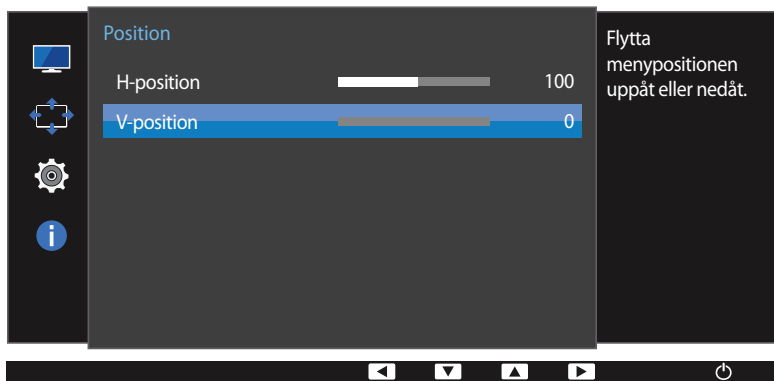 Position
H-position 100
V-position 0
Flytta
menypositionen
uppåt eller nedåt.
i